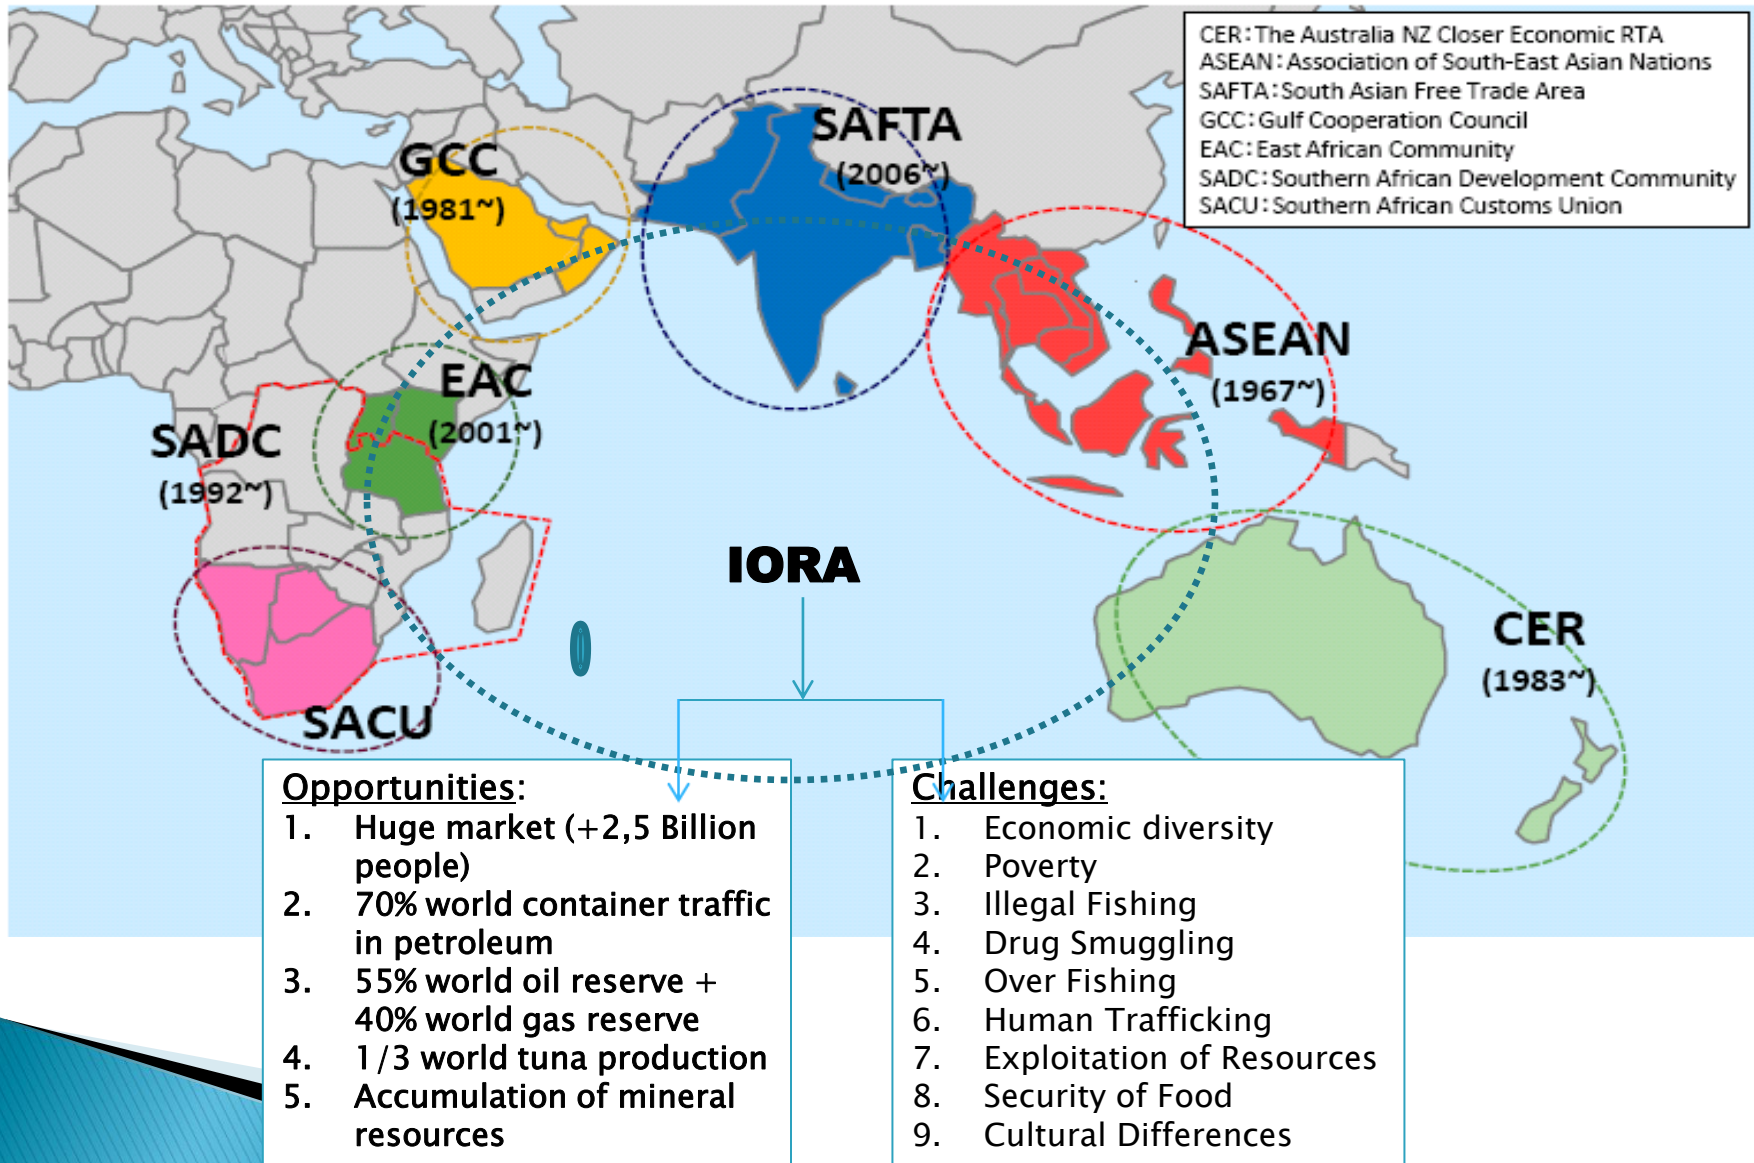 CER:The Australia NZ Closer Economic RTA
ASEAN:Association of South-East Asian Nations
SAFTA:South Asian Free Trade Area
GCC:Gulf Cooperation Council
EAC:East African Community
SADC:Southern African Development Community
SACU:Southern African Customs Union
SAFTA
(2006~)
GCC
(1981~)
ASEAN
(1967~)
EAC
(2001~)
SADC
(1992~)
IORA
CER
(1983~)
SACU
Opportunities:
1. Huge market (+2,5 Billion
people)
2. 70% world container traffic
in petroleum
3. 55% world oil reserve +
40% world gas reserve
4. 1/3 world tuna production
5. Accumulation of mineral
resources
Challenges:
1. Economic diversity
2. Poverty
3. Illegal Fishing
4. Drug Smuggling
5. Over Fishing
6. Human Trafficking
7. Exploitation of Resources
8. Security of Food
9. Cultural Differences